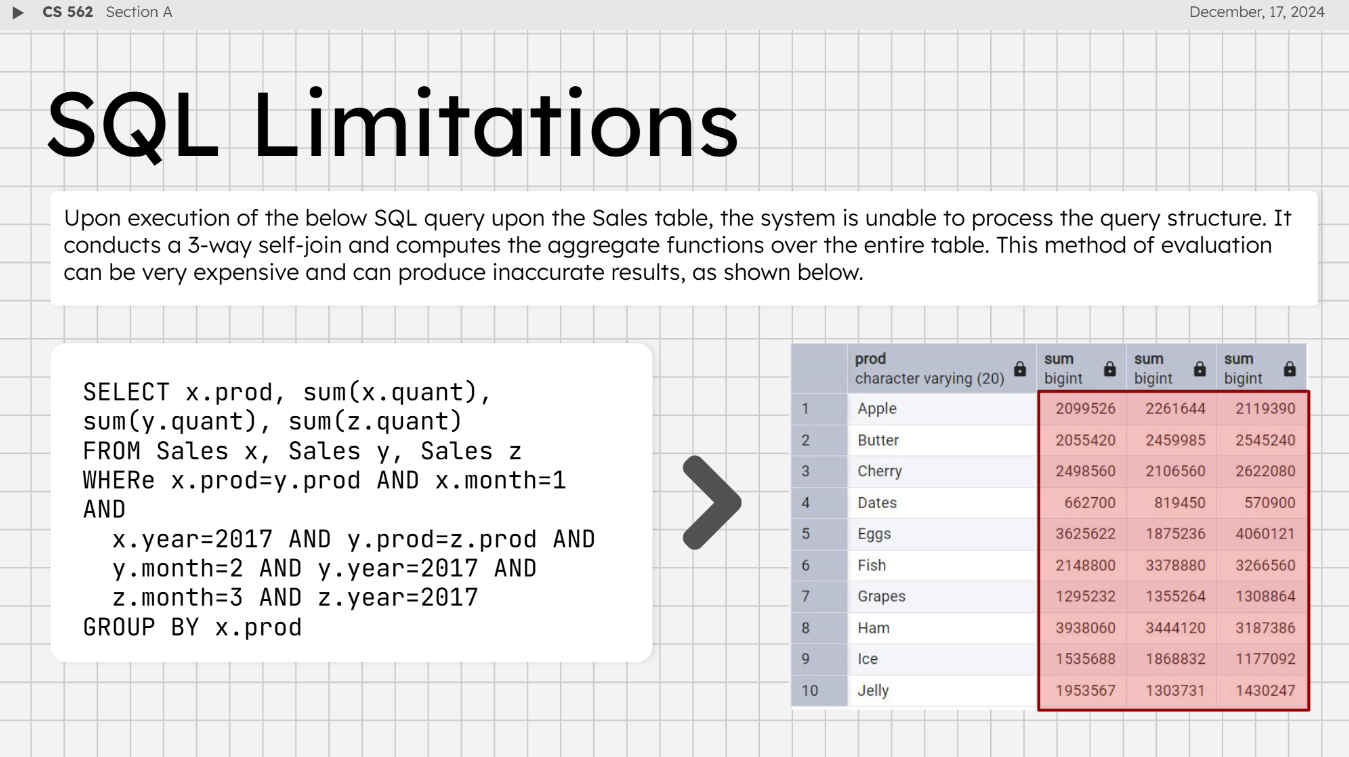 CS 562 Section A
December, 17, 2024
SQL Limitations
Upon execution of the below SQL query upon the Sales table, the system is unable to process the query structure. It
conducts a 3-way self-join and computes the aggregate functions over the entire table. This method of evaluation
can be very expensive and can produce inaccurate results, as shown below.
SELECT x.prod, sum(x.quant),
sum(y.quant), sum(z.quant)
FROM Sales x, Sales y, Sales z
WHERe x.prod=y.prod AND x.month=1
AND
x.year=2017 AND y.prod=z.prod AND
y.month=2 AND y.year=2017 AND
z.month=3 AND z.year=2017
GROUP BY x.prod
prod sum sum sum
character varying (20) bigint bigint bigint
1 Apple 2099526 2261644 2119390
2 Butter 2055420 2459985 2545240
3 Cherry 2498560 2106560 2622080
4 Dates 662700 819450 570900
5 Eggs 3625622 1875236 4060121
6 Fish 2148800 3378880 3266560
7 Grapes 1295232 1355264 1308864
8 Ham 3938060 3444120 3187386
9 Ice 1535688 1868832 1177092
10 Jelly 1953567 1303731 1430247